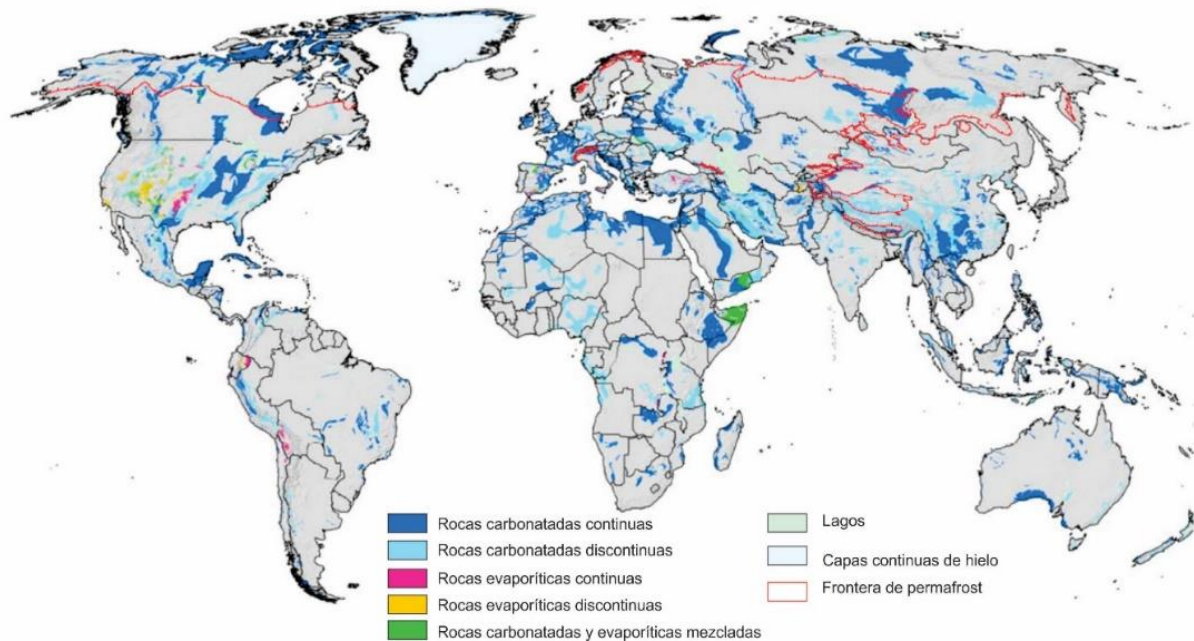 Rocas carbonatadas continuas
Rocas carbonatadas discontinuas
Rocas evaporíticas continuas
Rocas evaporíticas discontinuas
Rocas carbonatadas y evaporíticas mezcladas
Lagos
Capas continuas de hielo
Frontera de permafrost